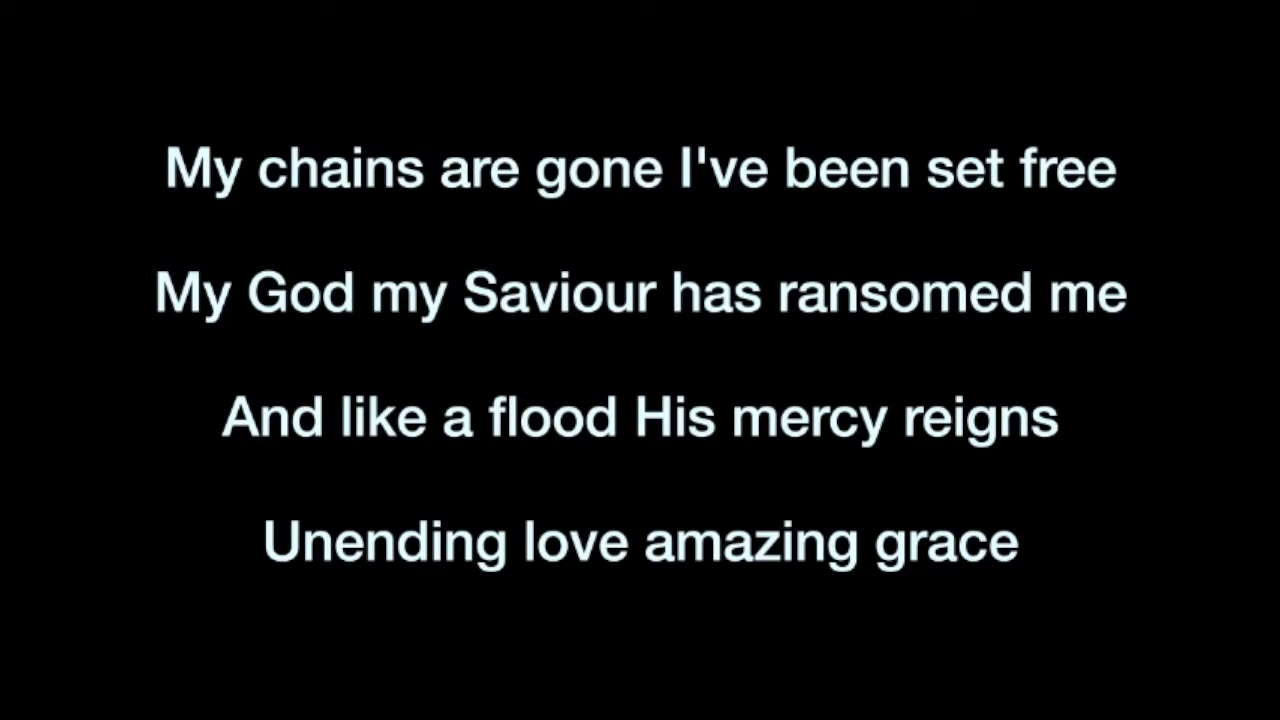 My chains are gone I've been set free
My God my Saviour has ransomed me
And like a flood His mercy reigns
Unending love amazing grace